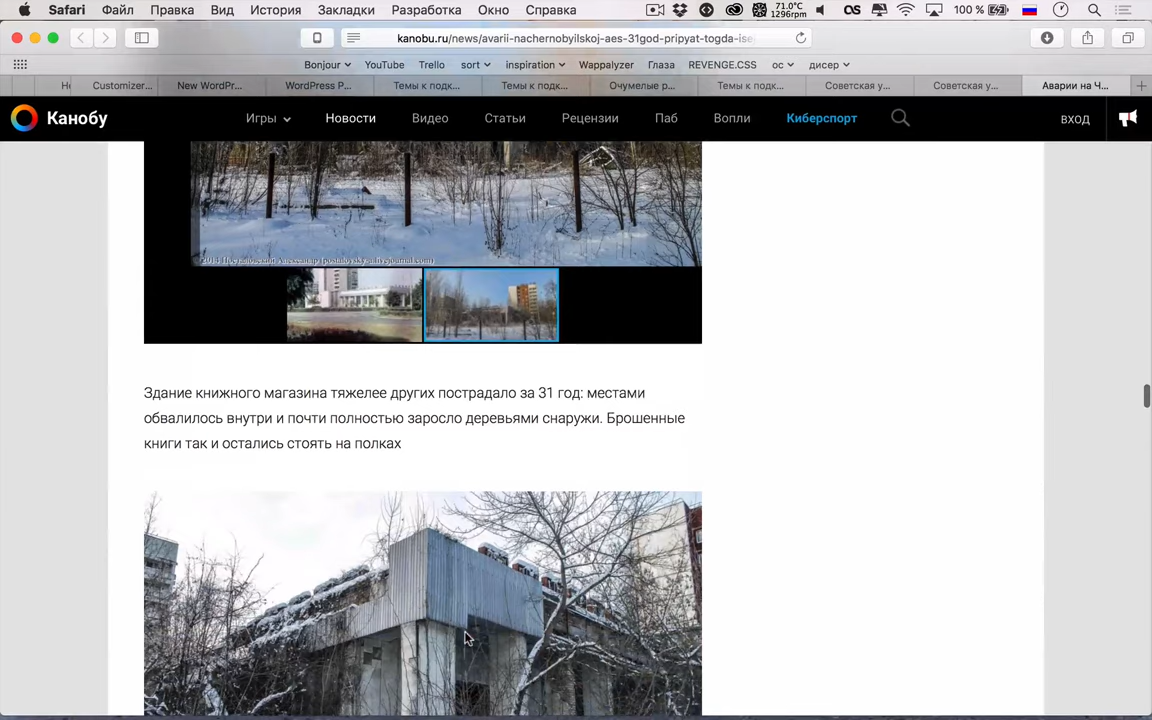 Safari Файл Правка Вид История Закладки Разработка Окно Справка
71.0°C
1296rpm
100 %
kanobu.ru/news/avarii-nachernobyilskoj-aes-31god-pripyat-togda-ise
Bonjour YouTube Trello sort inspiration Wappalyzer Глаза REVENGE.CSS ос дисер
Не Customizer... New WordPr... WordPress P... Темы к подк... Темы к подк... Очумелые р... Темы к подк... Советская у... Советская у... Аварии на Ч...
Канобу Игры Новости Видео Статьи Рецензии Паб Вопли Киберспорт ВХОД
Здание книжного магазина тяжелее других пострадало за 31 год: местами
обвалилось внутри и почти полностью заросло деревьями снаружи. Брошенные
книги так и остались стоять на полках